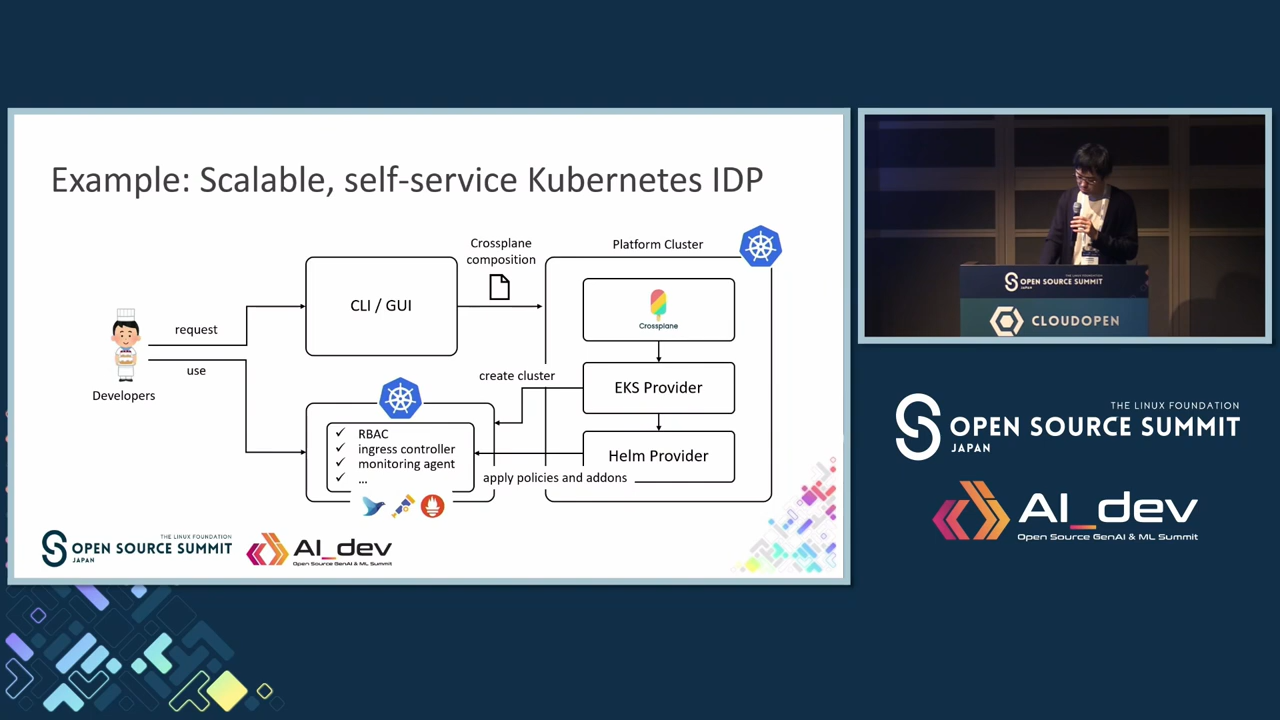 Example: Scalable, self-service Kubernetes IDP
Crossplane
composition
Platform Cluster
CLI / GUI
Crossplane
request
use
Developers
create cluster
EKS Provider
RBAC
ingress controller
monitoring agent
...
Helm Provider
apply policies and addons
THE LINUX FOUNDATION
OPEN SOURCE SUMMIT
JAPAN
AI_dev
Open Source GenAI & ML Summit
THE LINUX FOUNDATION
OPEN SOURCE SUMMIT
JAPAN
CLOUDOPEN
THE LINUX FOUNDATION
OPEN SOURCE SUMMIT
JAPAN
AI_dev
Open Source GenAI & ML Summit